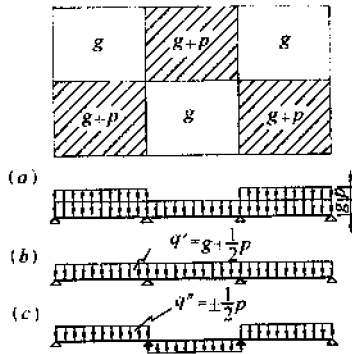 g g+p g
g+p g g+p
(a)
g p
q′=g+½p
(b)
q″=±½p
(c)